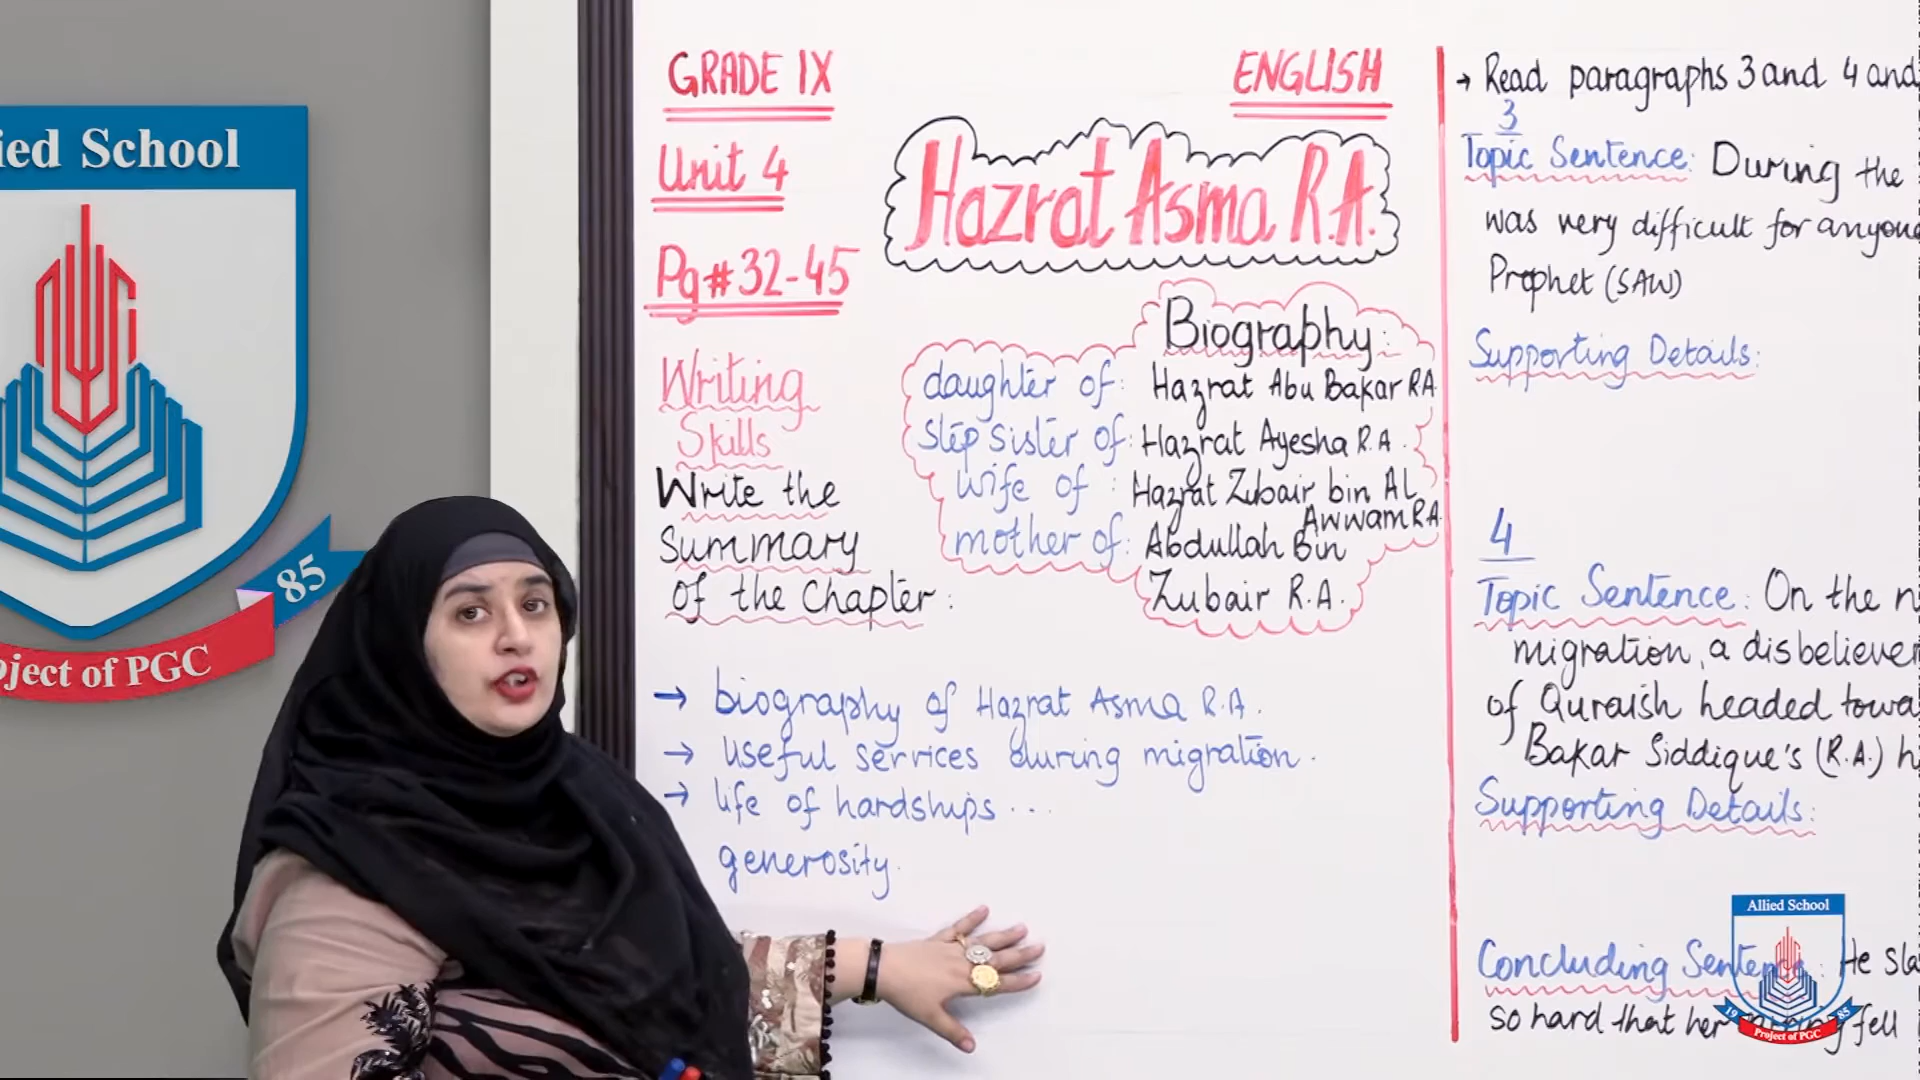 ied School
85
oject of PGC
GRADE IX
ENGLISH
Unit 4
Hazrat Asma R.A.
Pg# 32-45
Biography:
Writing
Skills
daughter of: Hazrat Abu Bakar R.A
Step sister of: Hazrat Ayesha R.A.
wife of : Hazrat Zubair bin AL
AWWAM R.A.
mother of: Abdullah Bin
Zubair R.A.
Write the
Summary
of the Chapter:
→ biography of Hazrat Asma R.A.
→ useful services during migration.
→ life of hardships...
generosity.
→ Read paragraphs 3 and 4 and
3
Topic Sentence: During the
was very difficult for anyone
Prophet (SAW)
Supporting Details:
4
Topic Sentence: On the n
migration, a disbeliever
of Quraish headed towa
Bakar Siddique's (R.A.) h
Supporting Details:
Concluding Sentence: He sla
so hard that her fell
Allied School
19 85
Project of PGC